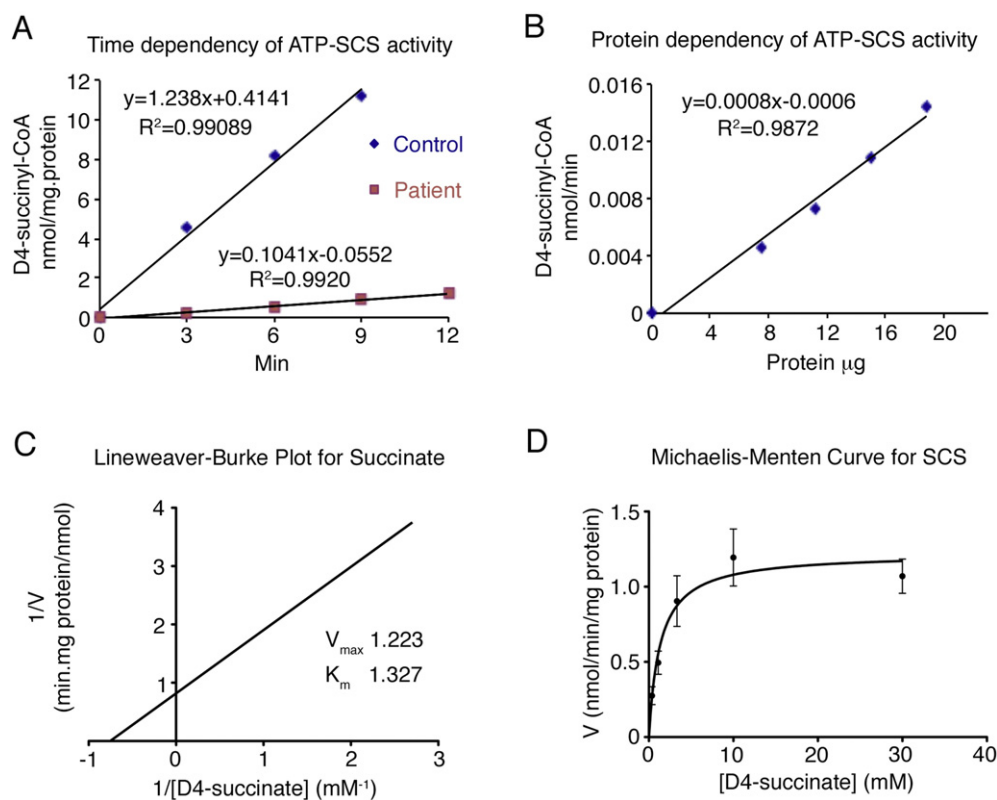 A
Time dependency of ATP-SCS activity
D4-succinyl-CoA
nmol/mg.protein
12
10
8
6
4
2
0
y=1.238x+0.4141
R²=0.99089
Control
Patient
y=0.1041x-0.0552
R²=0.9920
0 3 6 9 12
Min
B
Protein dependency of ATP-SCS activity
D4-succinyl-CoA
nmol/min
0.016
0.012
0.008
0.004
0
y=0.0008x-0.0006
R²=0.9872
0 4 8 12 16 20
Protein μg
C
Lineweaver-Burke Plot for Succinate
1/V
(min.mg protein/nmol)
4
3
2
1
Vmax 1.223
Km 1.327
-1 0 1 2 3
1/[D4-succinate] (mM⁻¹)
D
Michaelis-Menten Curve for SCS
V (nmol/min/mg protein)
1.5
1.0
0.5
0
0 10 20 30 40
[D4-succinate] (mM)